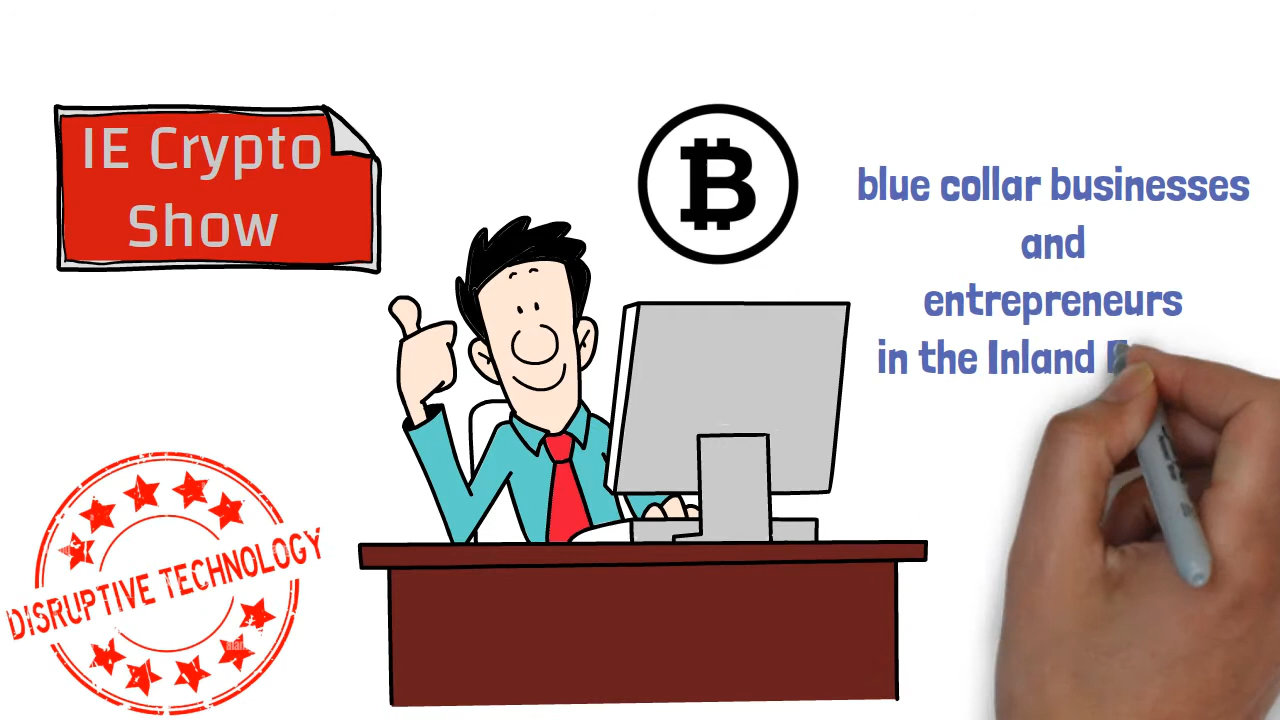 IE Crypto
Show
blue collar businesses
and
entrepreneurs
in the Inland
DISRUPTIVE TECHNOLOGY